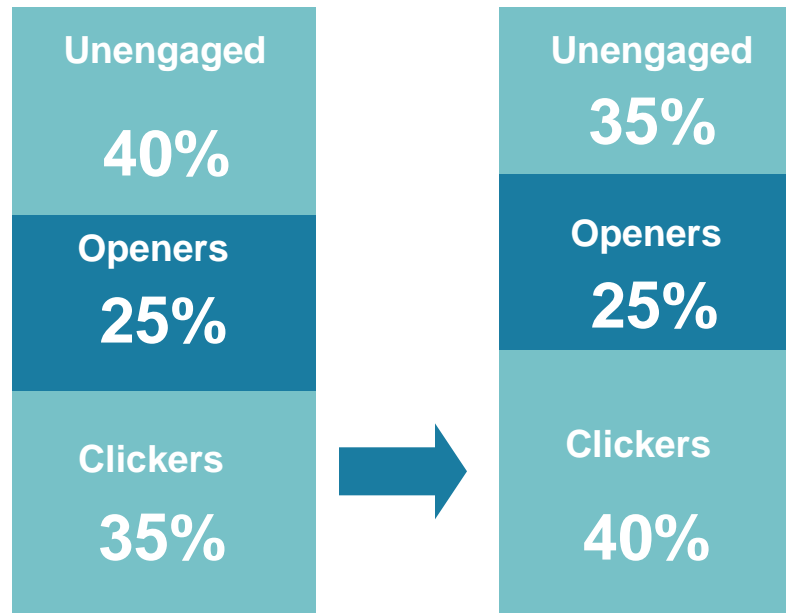 Unengaged
40%
Openers
25%
Clickers
35%
Unengaged
35%
Openers
25%
Clickers
40%